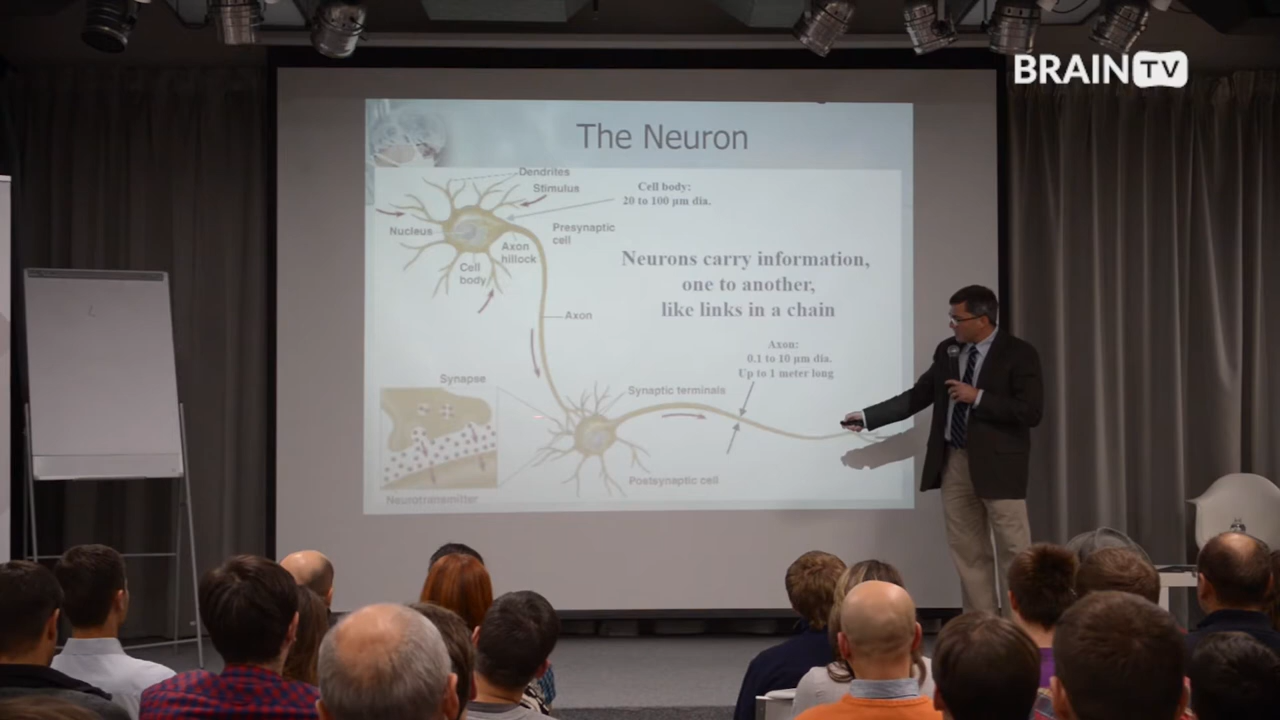 BRAINTV
The Neuron
Dendrites
Stimulus
Cell body:
20 to 100 µm dia.
Nucleus
Presynaptic
cell
Axon
hillock
Cell
body
Neurons carry information,
one to another,
like links in a chain
Axon
Axon:
0.1 to 10 µm dia.
Up to 1 meter long
Synapse
Synaptic terminals
Postsynaptic cell
Neurotransmitter